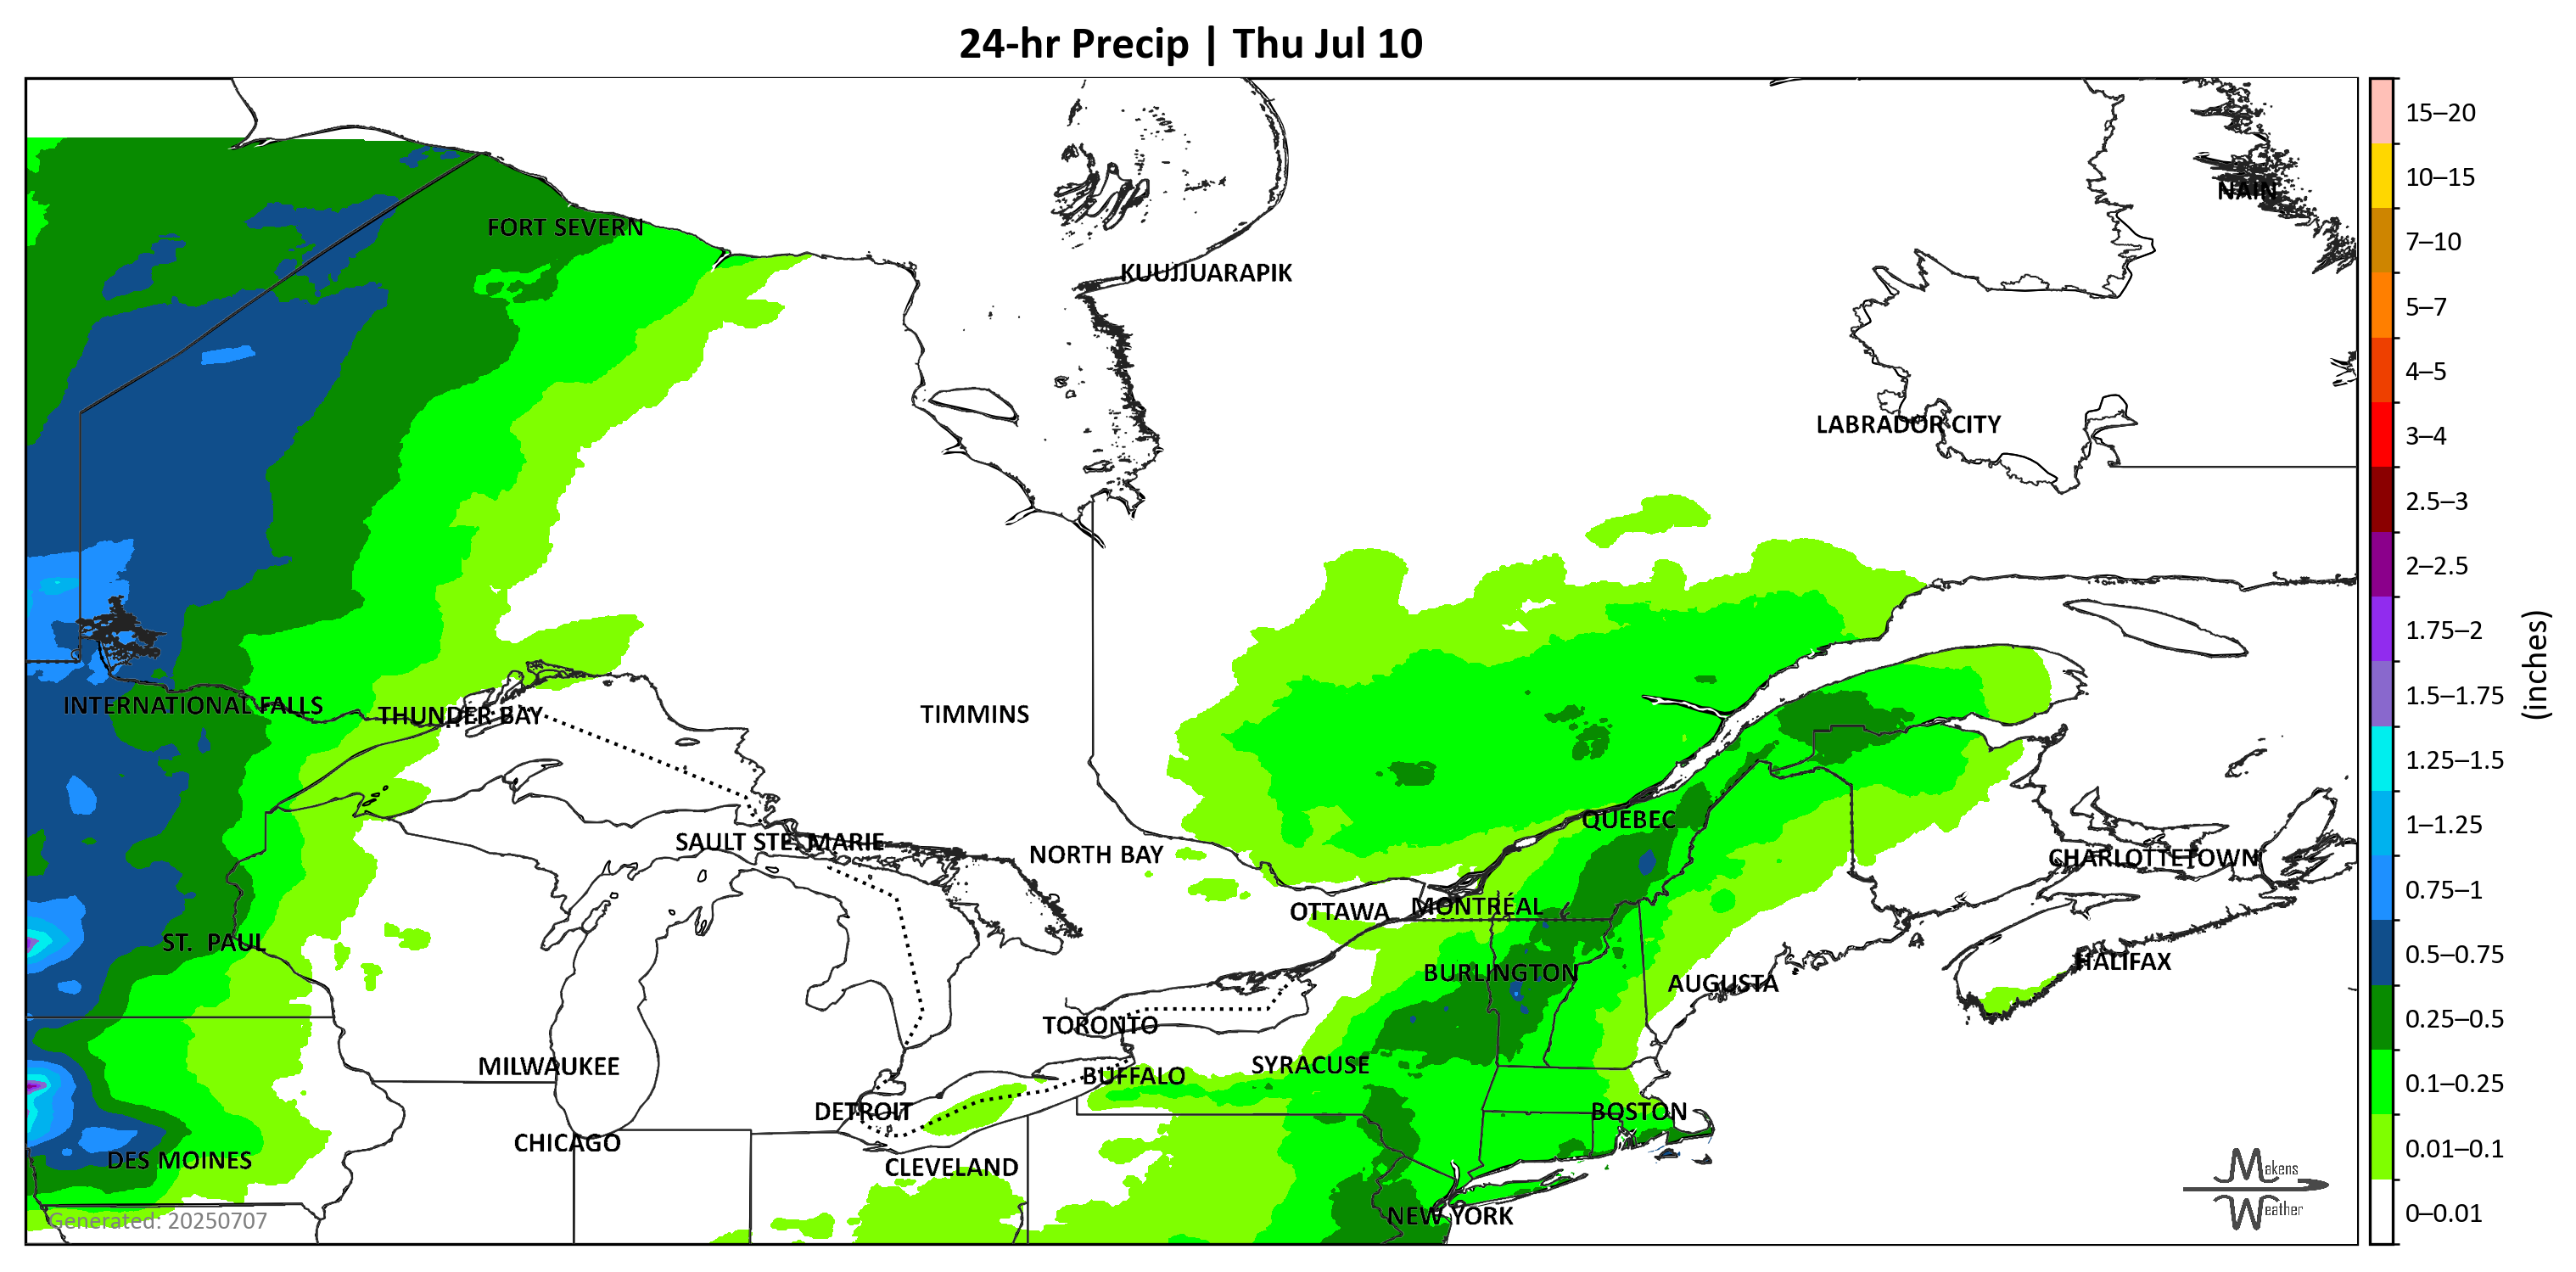 24-hr Precip | Thu Jul 10
NAIN
FORT SEVERN
KUUJJUARAPIK
LABRADOR CITY
INTERNATIONAL FALLS
THUNDER BAY
TIMMINS
SAULT STE. MARIE
NORTH BAY
QUEBEC
CHARLOTTETOWN
OTTAWA
MONTRÉAL
ST. PAUL
HALIFAX
BURLINGTON
AUGUSTA
TORONTO
MILWAUKEE
BUFFALO
SYRACUSE
DETROIT
BOSTON
CHICAGO
CLEVELAND
DES MOINES
NEW YORK
Generated: 20250707
Makens
Weather
15–20
10–15
7–10
5–7
4–5
3–4
2.5–3
2–2.5
1.75–2
1.5–1.75
1.25–1.5
1–1.25
0.75–1
0.5–0.75
0.25–0.5
0.1–0.25
0.01–0.1
0–0.01
(inches)